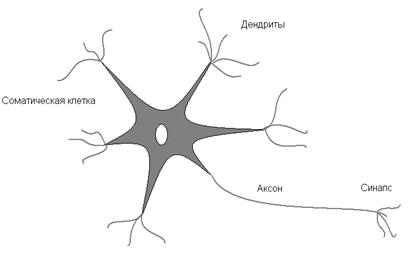 Дендриты
Соматическая клетка
Аксон
Синапс